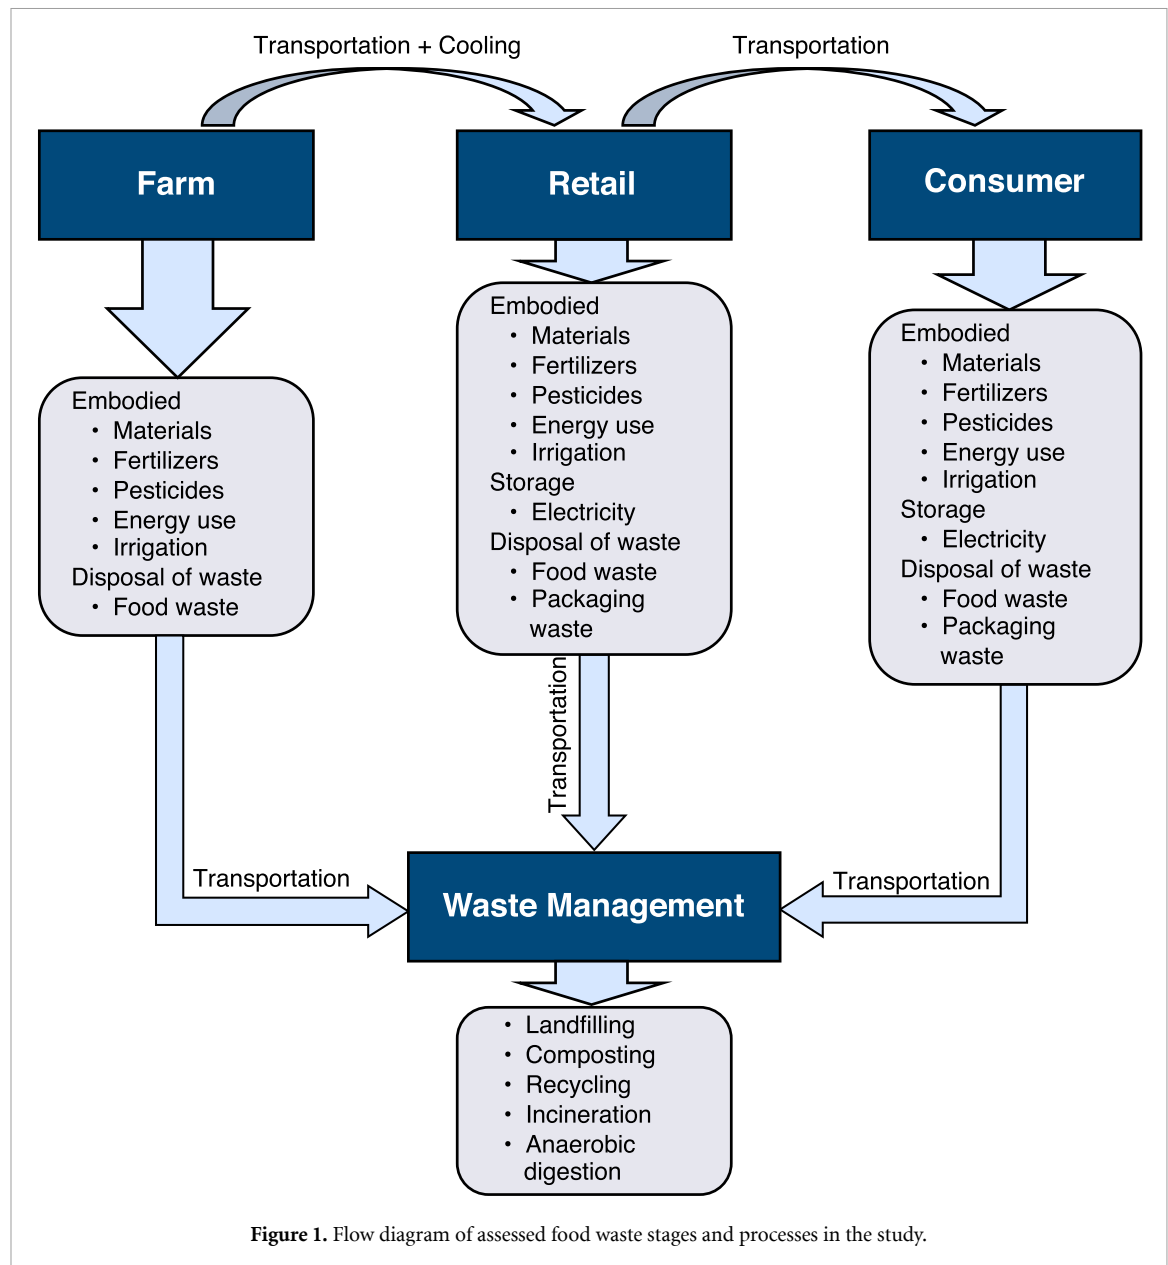 Transportation + Cooling
Transportation
Farm
Retail
Consumer
Embodied
• Materials
• Fertilizers
• Pesticides
• Energy use
• Irrigation
Disposal of waste
• Food waste
Embodied
• Materials
• Fertilizers
• Pesticides
• Energy use
• Irrigation
Storage
• Electricity
Disposal of waste
• Food waste
• Packaging
waste
Embodied
• Materials
• Fertilizers
• Pesticides
• Energy use
• Irrigation
Storage
• Electricity
Disposal of waste
• Food waste
• Packaging
waste
Transportation
Transportation
Transportation
Waste Management
• Landfilling
• Composting
• Recycling
• Incineration
• Anaerobic
digestion
Figure 1. Flow diagram of assessed food waste stages and processes in the study.